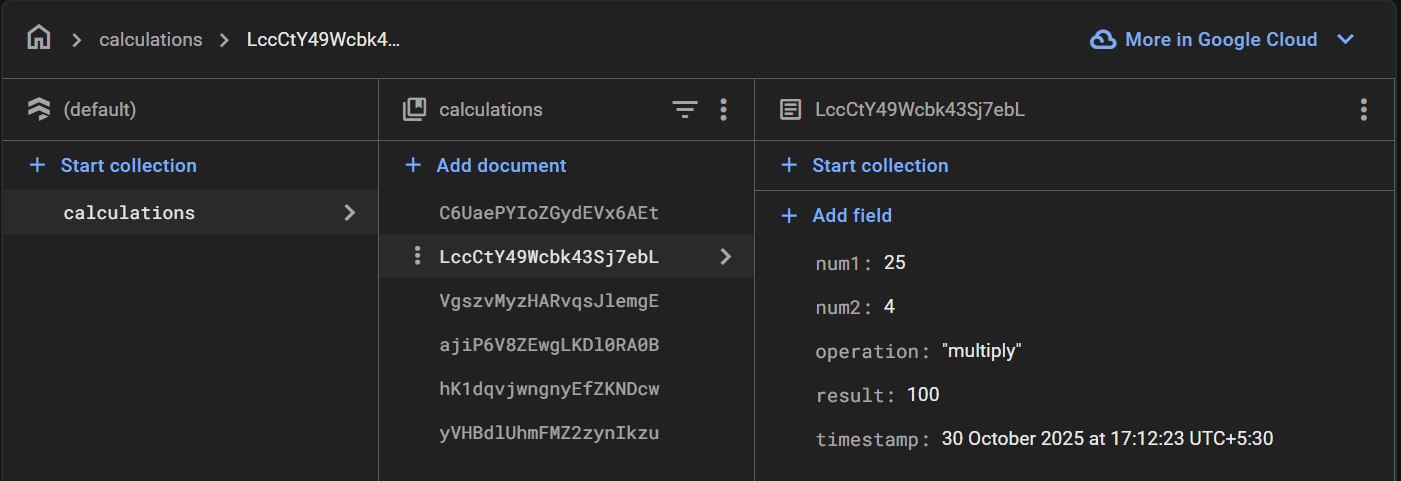 calculations
LccCtY49Wcbk4...
More in Google Cloud
(default)
calculations
LccCtY49Wcbk43Sj7ebL
+ Start collection
+ Add document
+ Start collection
calculations
C6UaePYIoZGydEVx6AEt
LccCtY49Wcbk43Sj7ebL
VgszvMyzHARvqsJlemgE
ajiP6V8ZEwgLKDl0RA0B
hK1dqvjwngnyEfZKNDcw
yVHBdlUhmFMZ2zynIkzu
+ Add field
num1: 25
num2: 4
operation: "multiply"
result: 100
timestamp: 30 October 2025 at 17:12:23 UTC+5:30